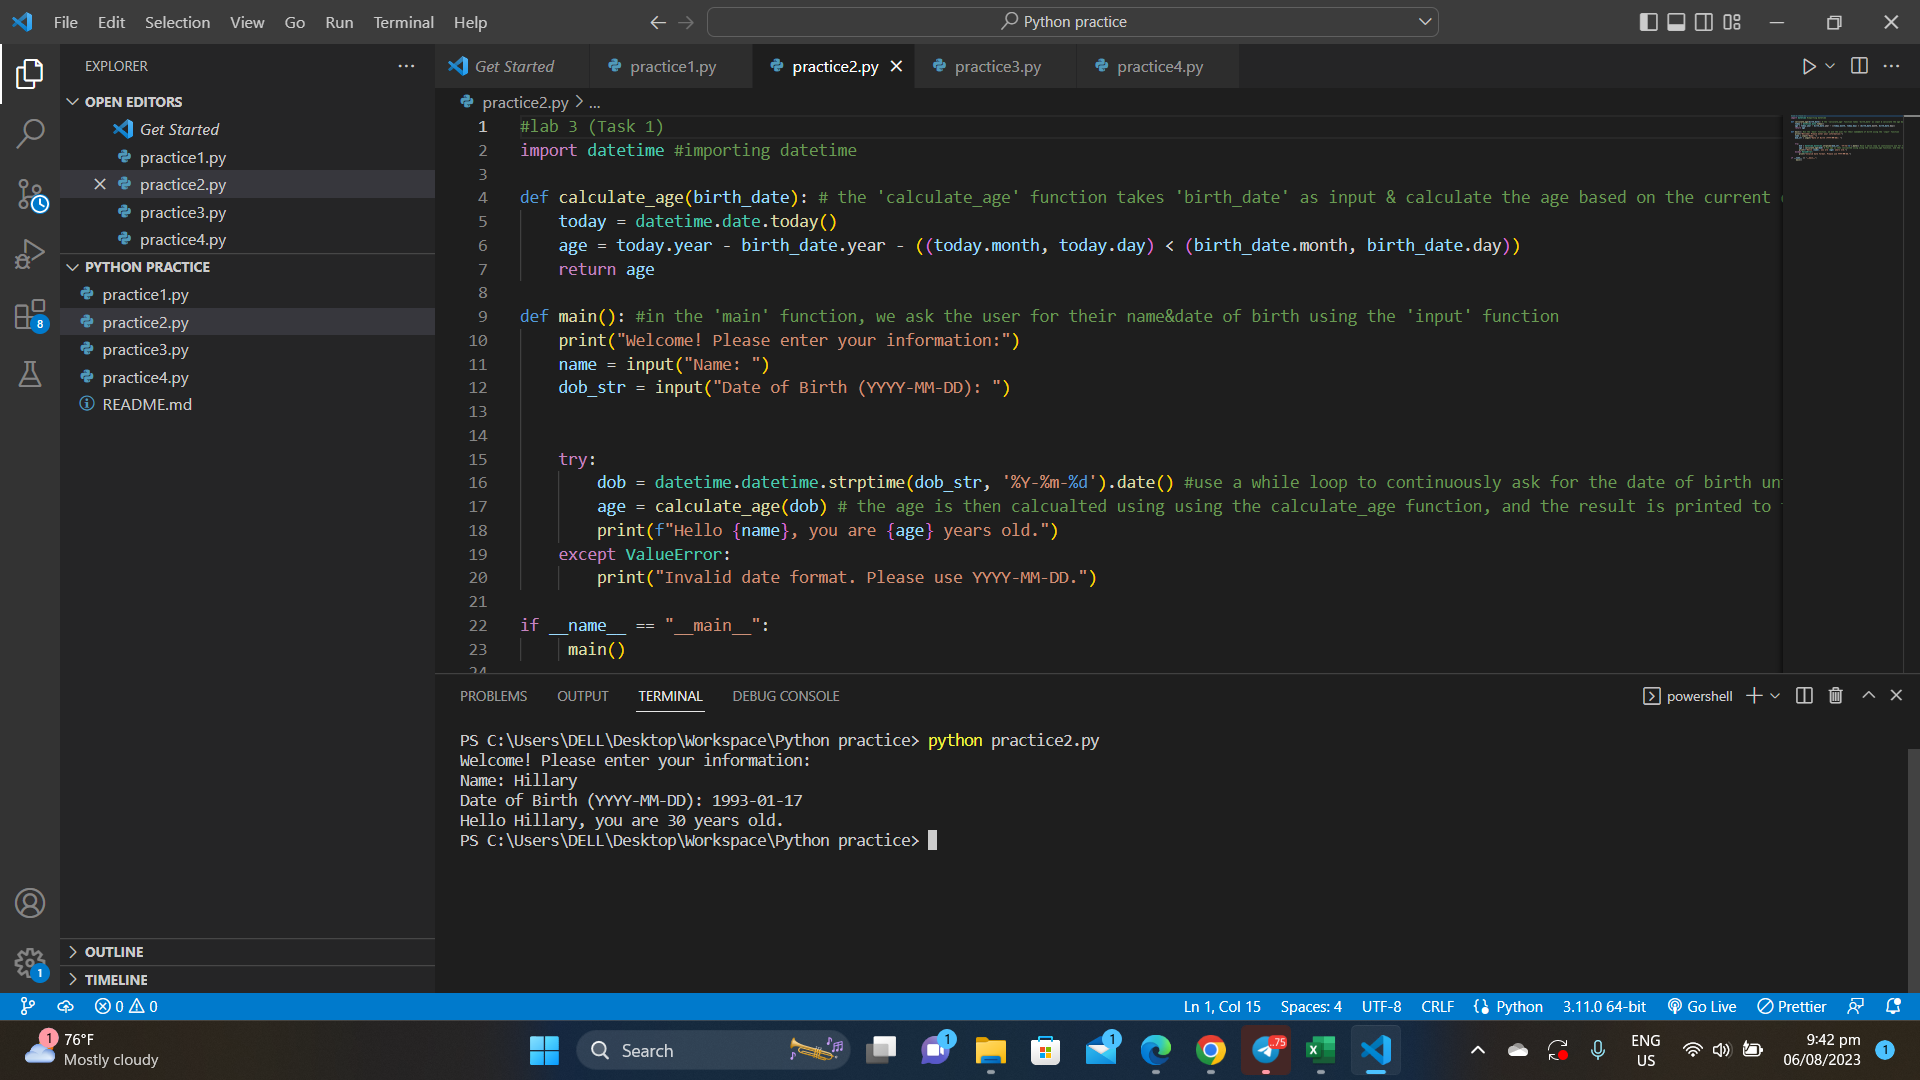 File Edit Selection View Go Run Terminal Help
Python practice
EXPLORER
OPEN EDITORS
Get Started
practice1.py
practice2.py
practice3.py
practice4.py
PYTHON PRACTICE
practice1.py
practice2.py
practice3.py
practice4.py
README.md
OUTLINE
TIMELINE
8
1
Get Started practice1.py practice2.py practice3.py practice4.py
practice2.py > ...
1 #lab 3 (Task 1)
2 import datetime #importing datetime
3
4 def calculate_age(birth_date): # the 'calculate_age' function takes 'birth_date' as input & calculate the age based on the current
5 today = datetime.date.today()
6 age = today.year - birth_date.year - ((today.month, today.day) < (birth_date.month, birth_date.day))
7 return age
8
9 def main(): #in the 'main' function, we ask the user for their name&date of birth using the 'input' function
10 print("Welcome! Please enter your information:")
11 name = input("Name: ")
12 dob_str = input("Date of Birth (YYYY-MM-DD): ")
13
14
15 try:
16 dob = datetime.datetime.strptime(dob_str, '%Y-%m-%d').date() #use a while loop to continuously ask for the date of birth
17 age = calculate_age(dob) # the age is then calcualted using using the calculate_age function, and the result is printed to
18 print(f"Hello {name}, you are {age} years old.")
19 except ValueError:
20 print("Invalid date format. Please use YYYY-MM-DD.")
21
22 if __name__ == "__main__":
23 main()
24
PROBLEMS OUTPUT TERMINAL DEBUG CONSOLE
powershell
PS C:\Users\DELL\Desktop\Workspace\Python practice> python practice2.py
Welcome! Please enter your information:
Name: Hillary
Date of Birth (YYYY-MM-DD): 1993-01-17
Hello Hillary, you are 30 years old.
PS C:\Users\DELL\Desktop\Workspace\Python practice>
0 0
Ln 1, Col 15 Spaces: 4 UTF-8 CRLF Python 3.11.0 64-bit Go Live Prettier
1
76°F
Mostly cloudy
Search
1
1
.75
ENG
US
9:42 pm
06/08/2023
1